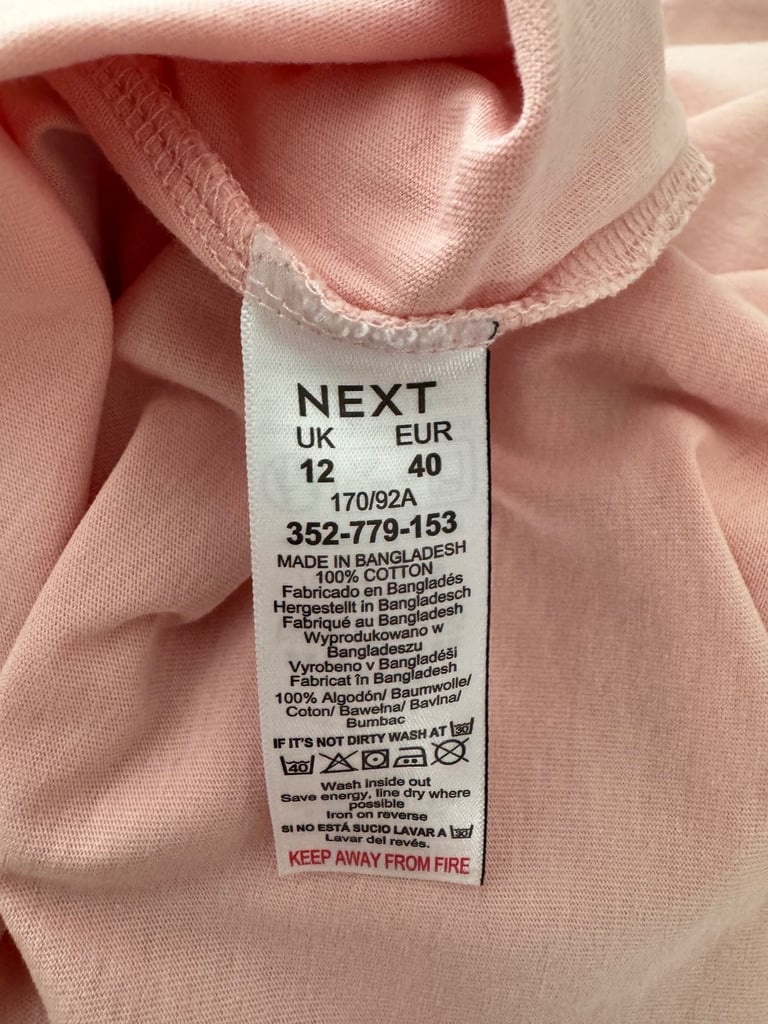 NEXT
UK EUR
12 40
170/92A
352-779-153
MADE IN BANGLADESH
100% COTTON
Fabricado en Bangladés
Hergestellt in Bangladesch
Fabriqué au Bangladesh
Wyprodukowano w
Bangladeszu
Vyrobeno v Bangladéši
Fabricat în Bangladesh
100% Algodón/ Baumwolle/
Coton/ Bawełna/ Bavlna/
Bumbac
IF IT'S NOT DIRTY WASH AT 30
40
Wash inside out
Save energy, line dry where
possible
Iron on reverse
SI NO ESTÁ SUCIO LAVAR A 30
Lavar del revés.
KEEP AWAY FROM FIRE